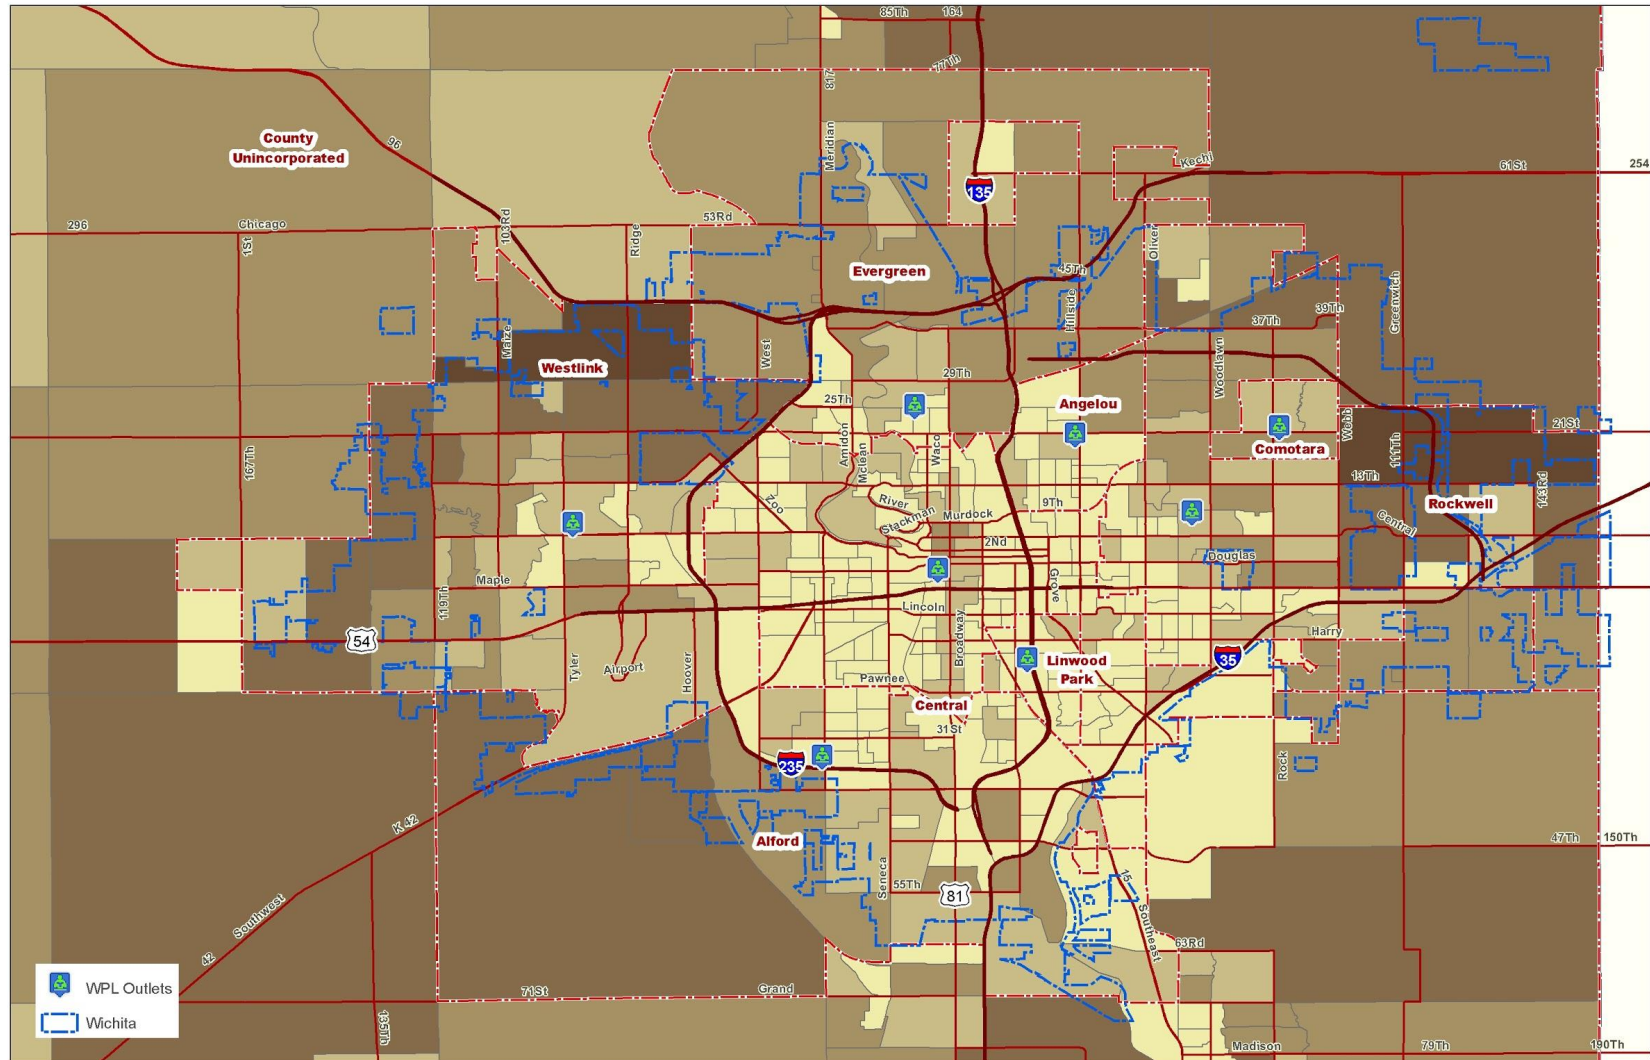 85Th
164
77Th
817
County
Unincorporated
96
Meridian
Kechi
61St
254
135
296
Chicago
1St
103Rd
Ridge
53Rd
Oliver
Evergreen
45Th
Hillside
Greenwich
39Th
37Th
Maize
West
Westlink
29Th
Woodlawn
25Th
Angelou
Amidon
Mclean
Waco
Webb
111Th
21St
Comotara
167Th
13Th
143Rd
Zoo
River
Stackman
Murdock
9Th
Rockwell
Central
2Nd
Douglas
Maple
119Th
Grove
Lincoln
54
Broadway
Harry
Tyler
Airport
Hoover
Pawnee
Linwood
Park
35
Central
31St
235
Rock
K 42
Alford
47Th
150Th
Seneca
55Th
81
15
Southeast
Southwest
42
63Rd
WPL Outlets
71St
Grand
Wichita
135Th
Madison
79Th
190Th